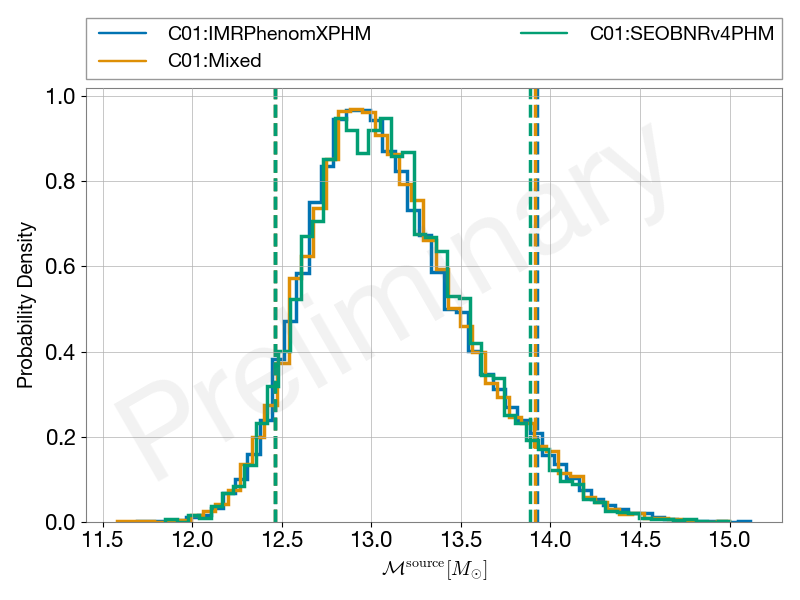 C01:IMRPhenomXPHM
C01:SEOBNRv4PHM
C01:Mixed
1.0
0.8
0.6
0.4
0.2
0.0
Probability Density
Preliminary
11.5 12.0 12.5 13.0 13.5 14.0 14.5 15.0
ℳ^source [M_⊙]